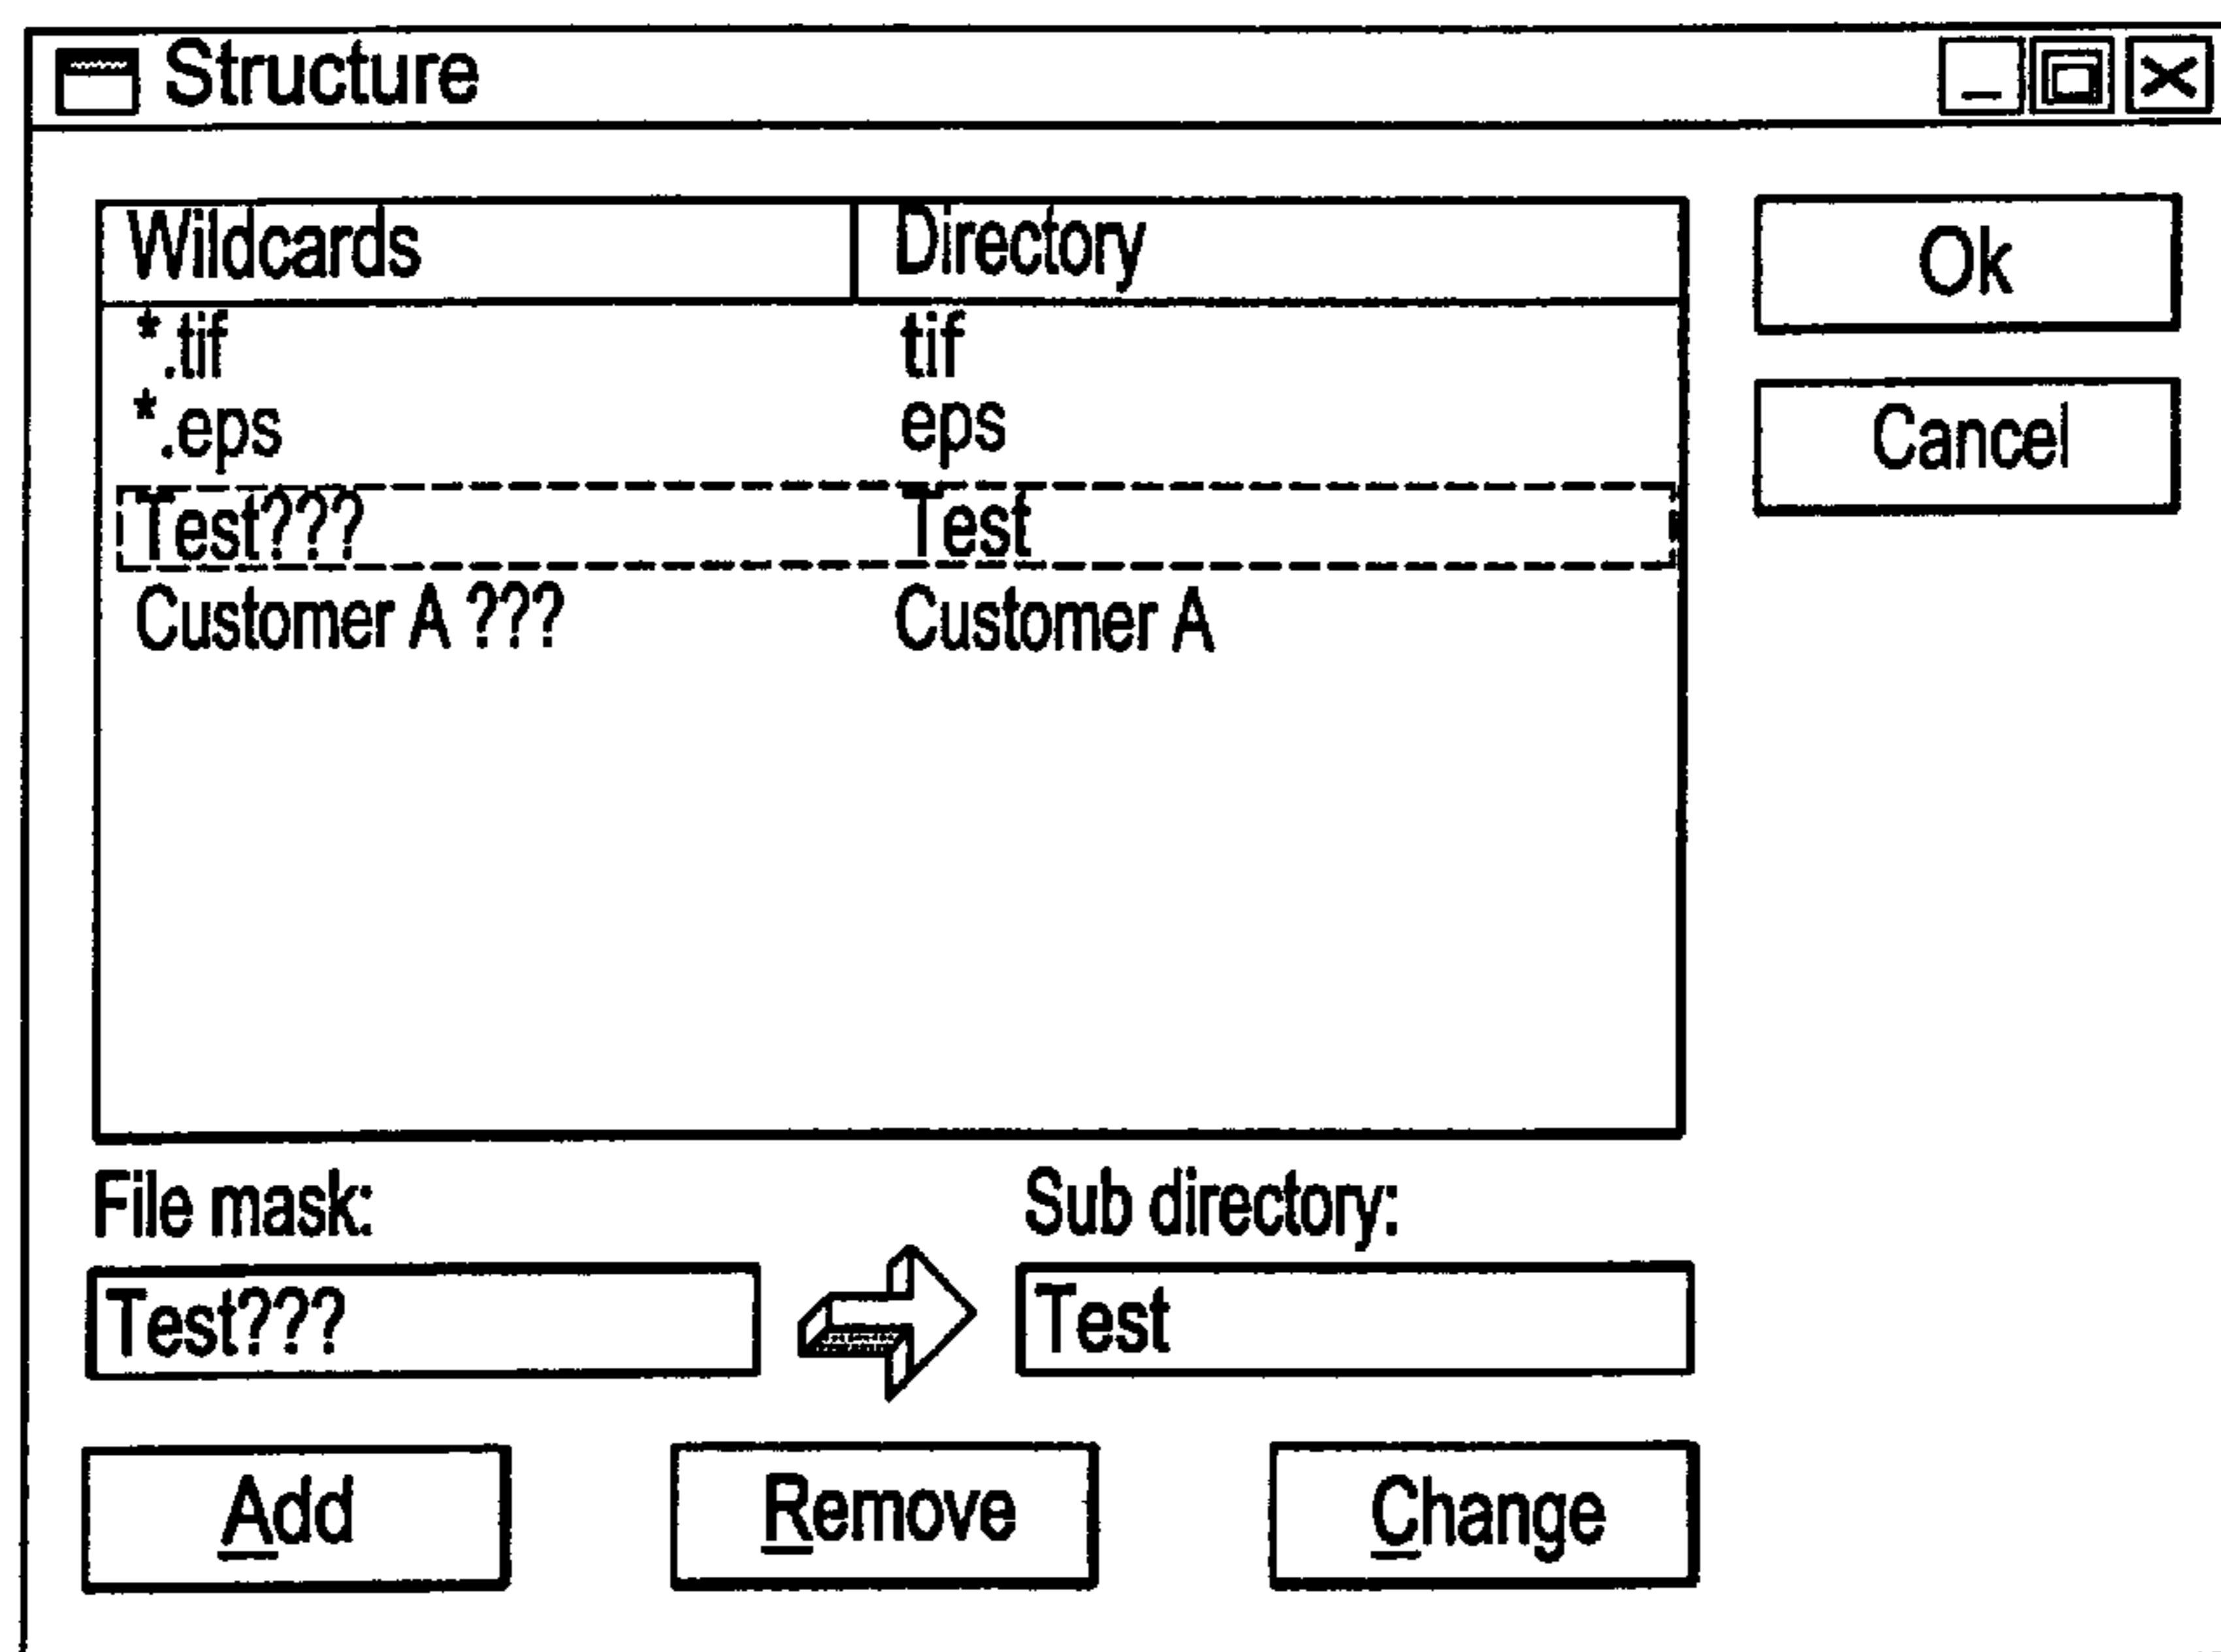 Structure
Wildcards Directory
*.tif tif
*.eps eps
Test??? Test
Customer A ??? Customer A
Ok
Cancel
File mask: Sub directory:
Test??? Test
Add Remove Change